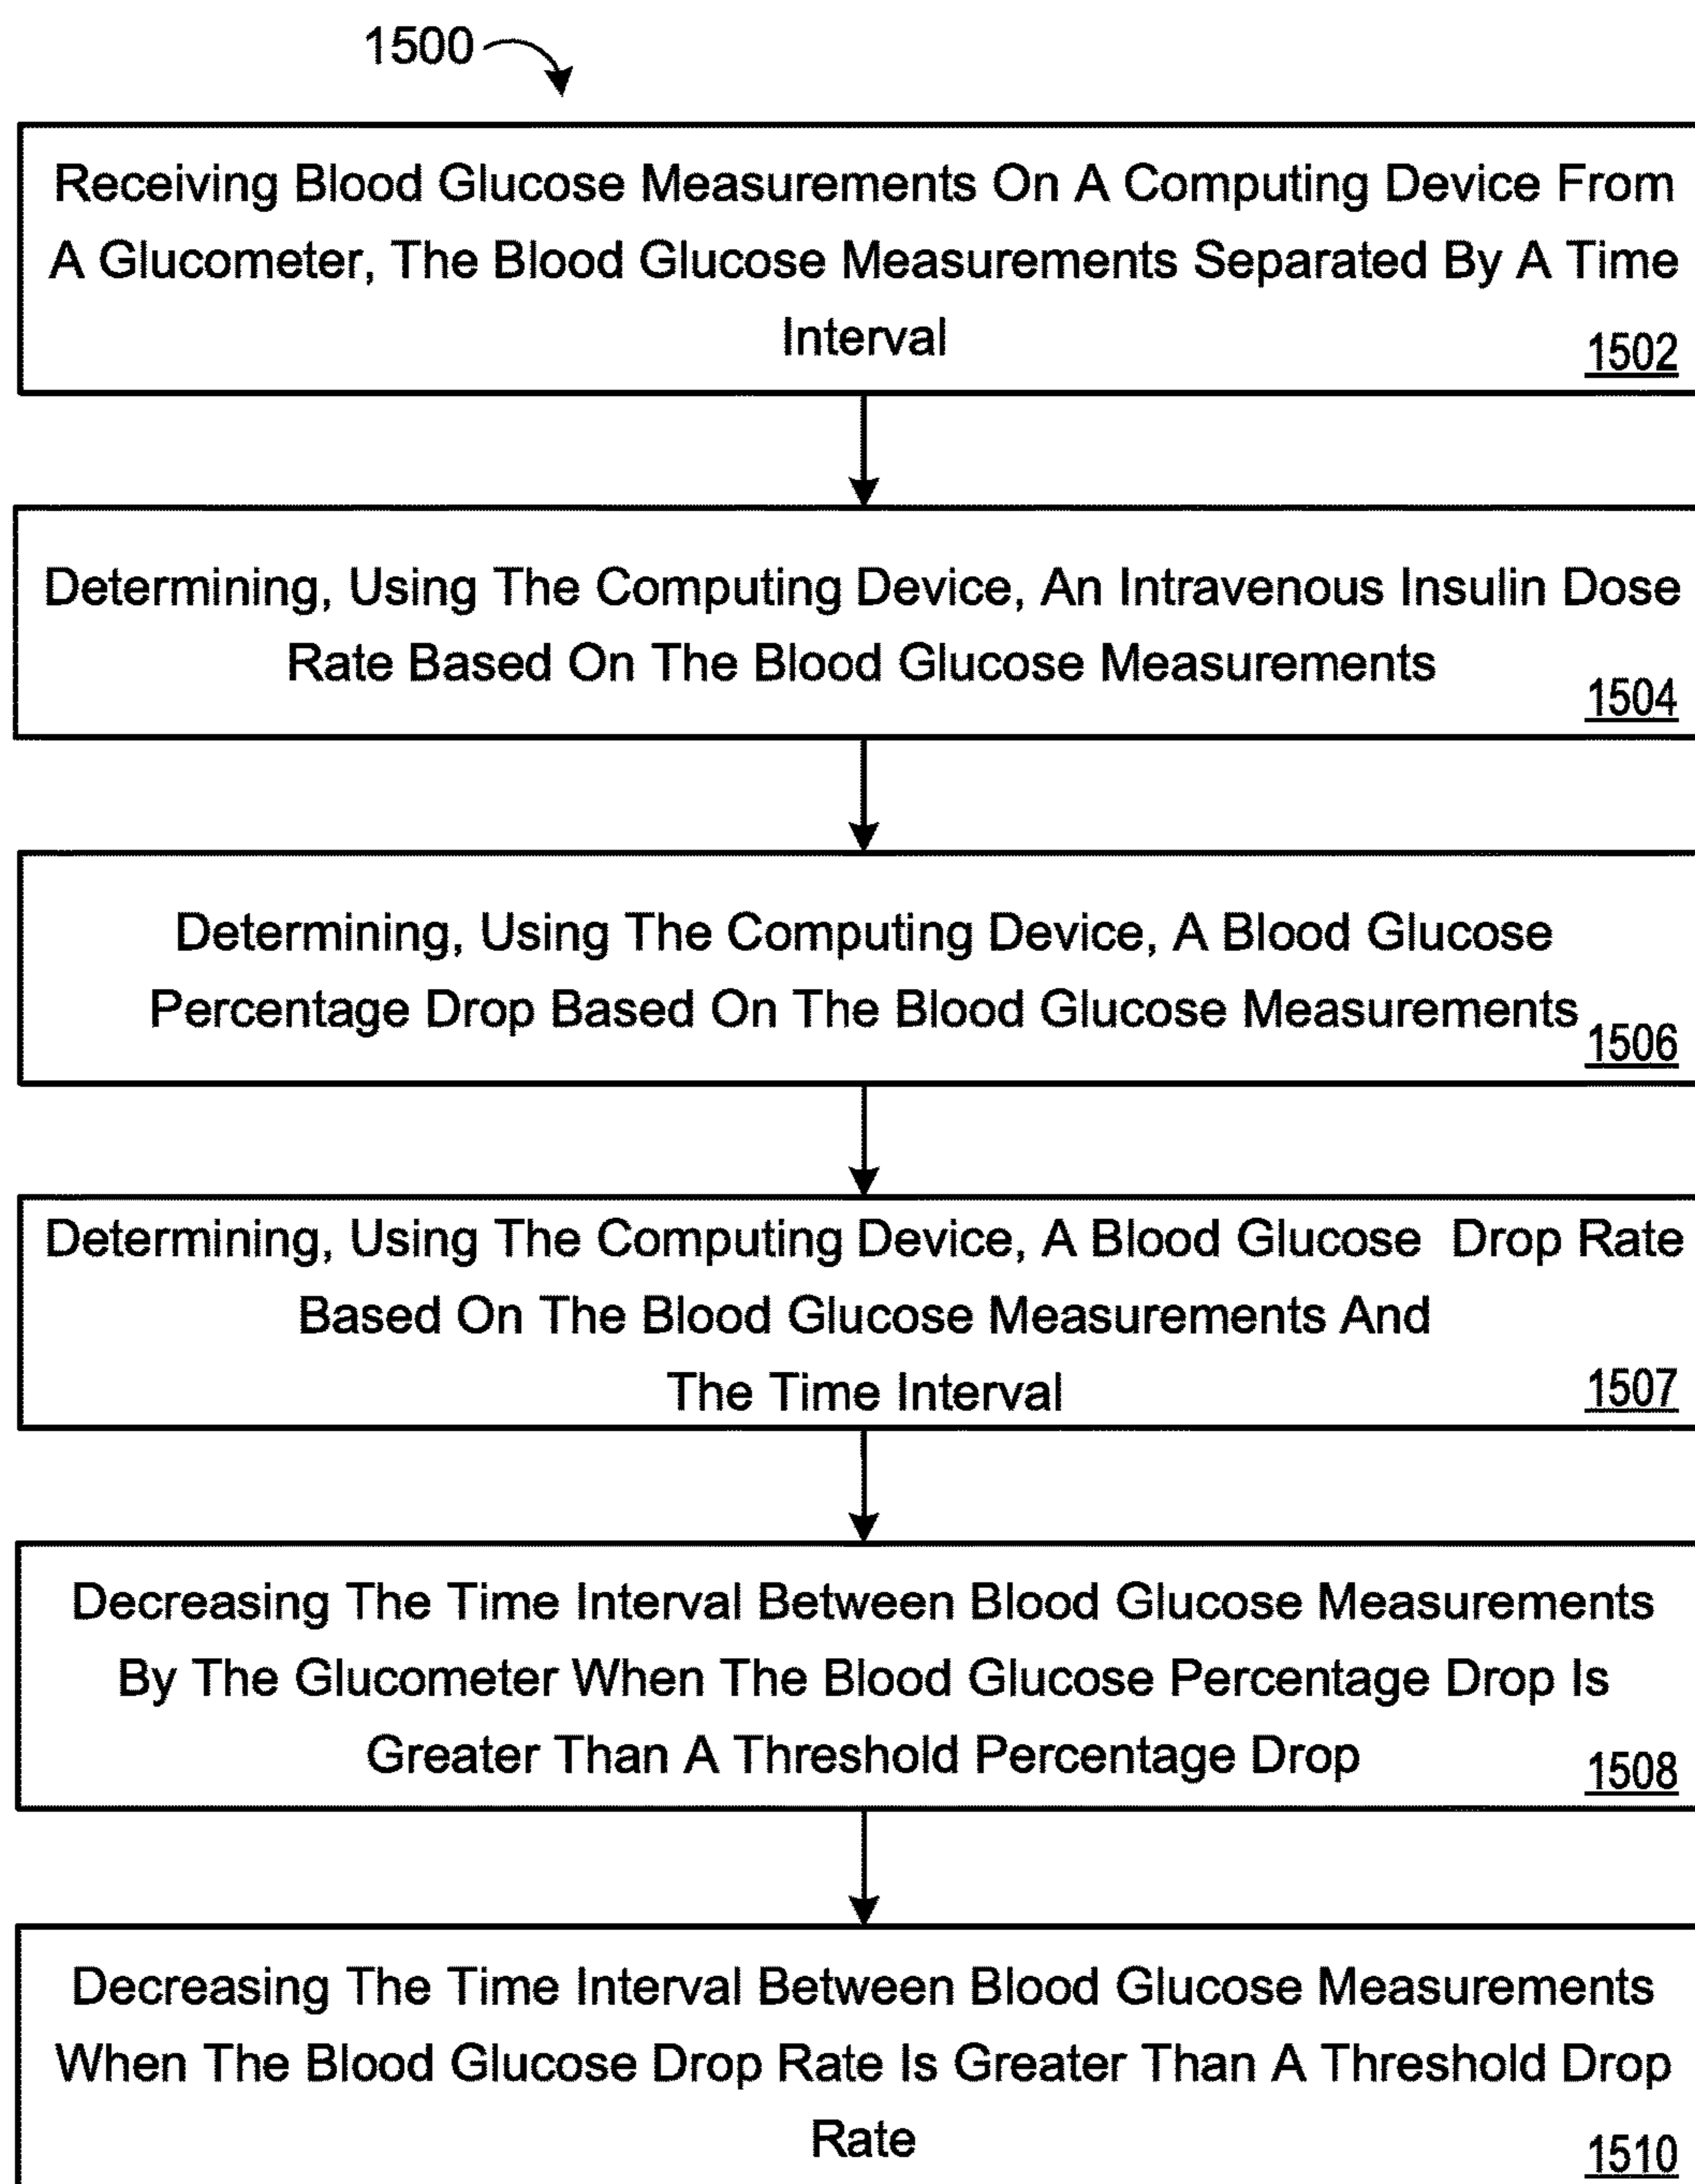 1500
Receiving Blood Glucose Measurements On A Computing Device From
A Glucometer, The Blood Glucose Measurements Separated By A Time
Interval
1502
Determining, Using The Computing Device, An Intravenous Insulin Dose
Rate Based On The Blood Glucose Measurements
1504
Determining, Using The Computing Device, A Blood Glucose
Percentage Drop Based On The Blood Glucose Measurements
1506
Determining, Using The Computing Device, A Blood Glucose Drop Rate
Based On The Blood Glucose Measurements And
The Time Interval
1507
Decreasing The Time Interval Between Blood Glucose Measurements
By The Glucometer When The Blood Glucose Percentage Drop Is
Greater Than A Threshold Percentage Drop
1508
Decreasing The Time Interval Between Blood Glucose Measurements
When The Blood Glucose Drop Rate Is Greater Than A Threshold Drop
Rate
1510